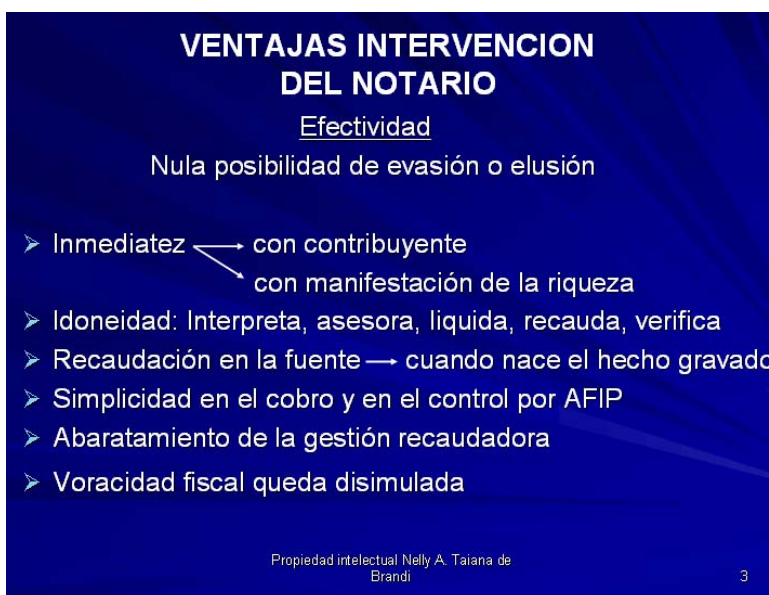 VENTAJAS INTERVENCION
DEL NOTARIO
Efectividad
Nula posibilidad de evasión o elusión
Inmediatez → con contribuyente
con manifestación de la riqueza
Idoneidad: Interpreta, asesora, liquida, recauda, verifica
Recaudación en la fuente → cuando nace el hecho gravado
Simplicidad en el cobro y en el control por AFIP
Abaratamiento de la gestión recaudadora
Voracidad fiscal queda disimulada
Propiedad intelectual Nelly A. Taiana de
Brandi
3